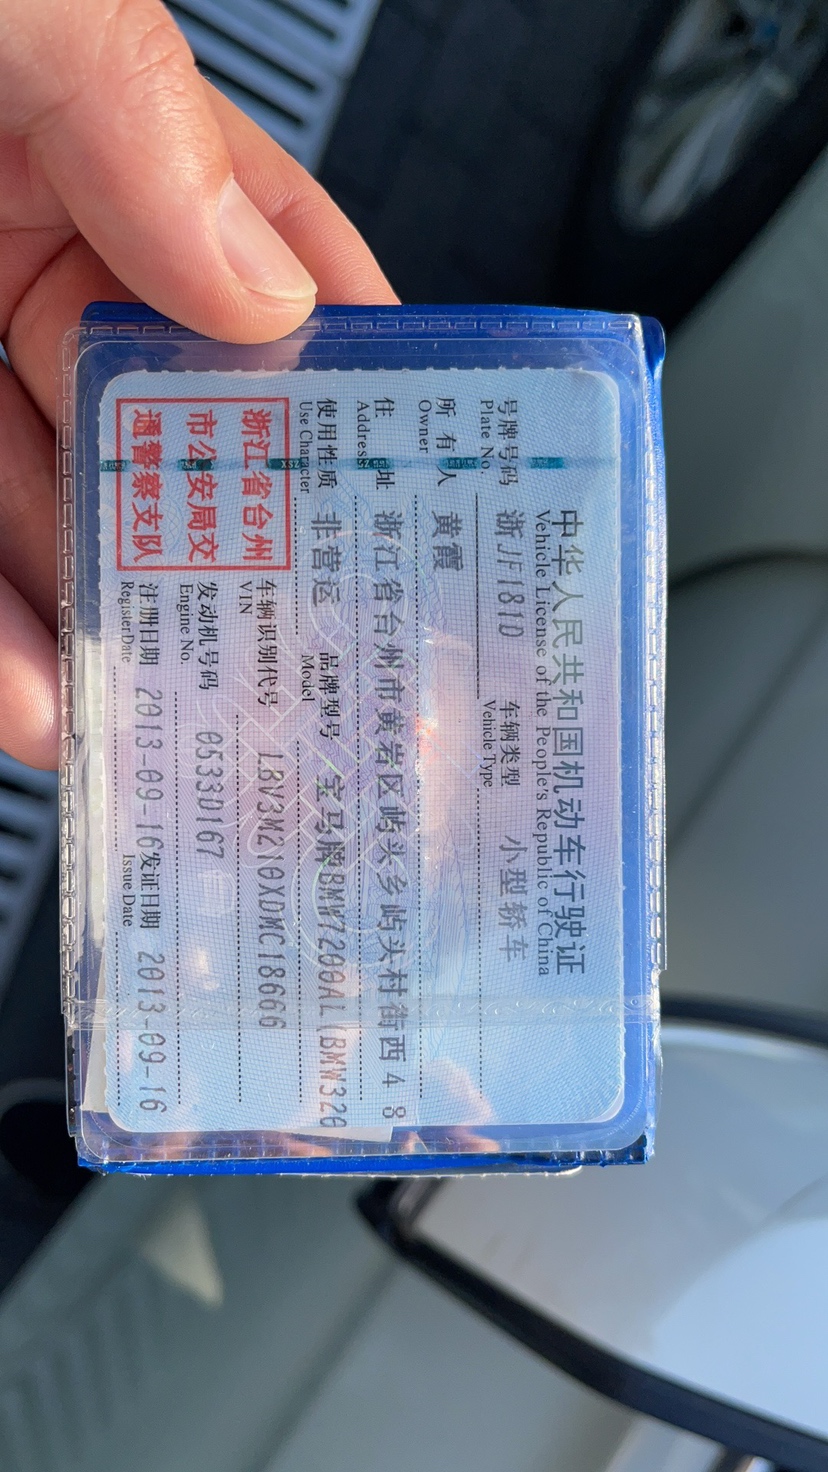 中华人民共和国机动车行驶证
Vehicle License of the People's Republic of China
号牌号码 浙JF181D 车辆类型 小型轿车
Plate No. Vehicle Type
所有人 黄霞
Owner
住址 浙江省台州市黄岩区屿头乡屿头村街西48
Address
使用性质 非营运 品牌型号 宝马牌BMW7200AL(BMW320
Use Character Model
浙江省台州
市公安局交
通警察支队
车辆识别代号 LBV3M210XDMC18666
VIN
发动机号码 0533D167
Engine No.
注册日期 2013-09-16 发证日期 2013-09-16
Register Date Issue Date